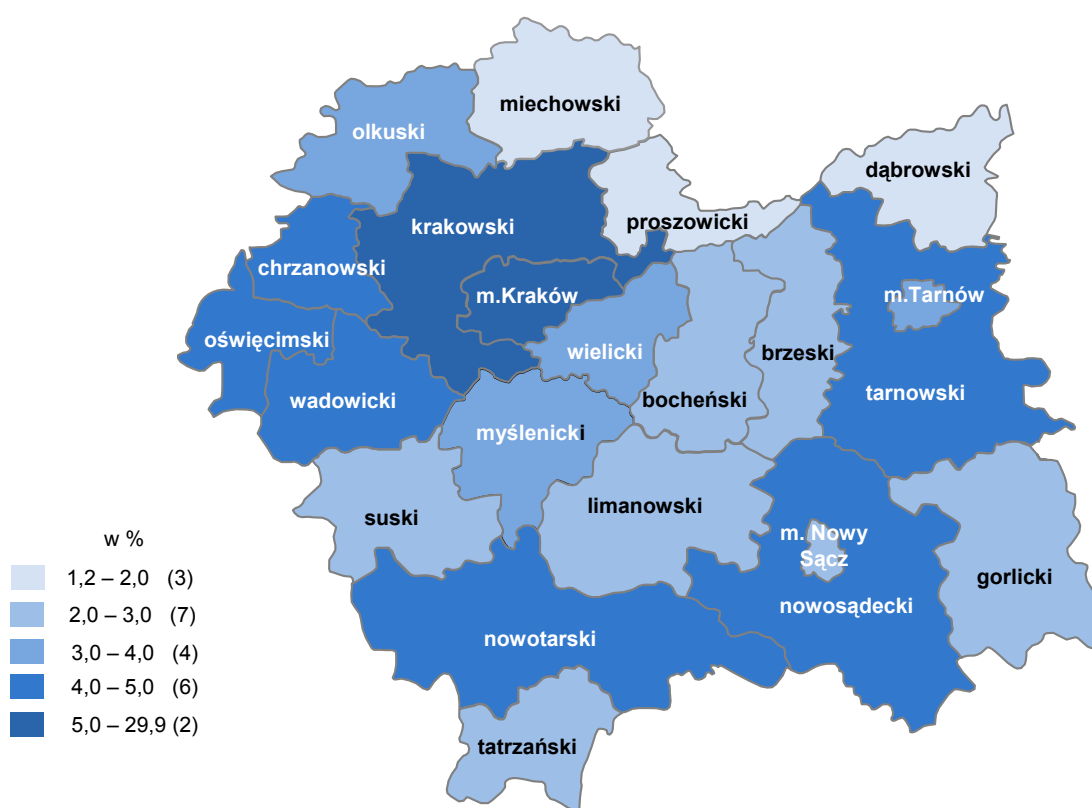 miechowski
olkuski
dąbrowski
proszowicki
krakowski
chrzanowski
m.Kraków
m.Tarnów
oświęcimski
wielicki
brzeski
wadowicki
bocheński
tarnowski
myślenicki
limanowski
suski
m. Nowy
Sącz
gorlicki
nowosądecki
nowotarski
tatrzański
w %
1,2 – 2,0 (3)
2,0 – 3,0 (7)
3,0 – 4,0 (4)
4,0 – 5,0 (6)
5,0 – 29,9 (2)